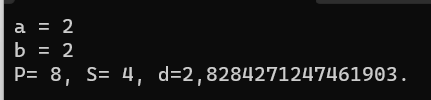 a = 2
b = 2
P= 8, S= 4, d=2,8284271247461903.